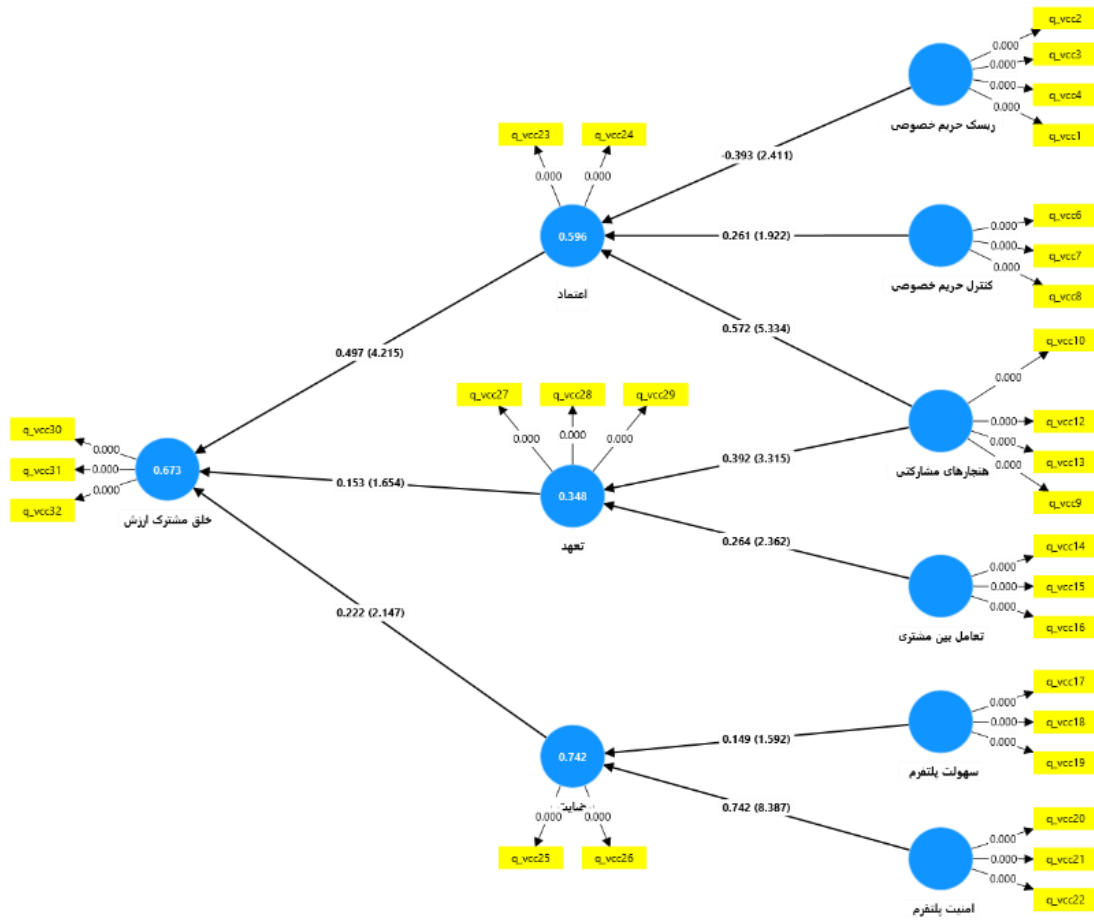 q_vcc2
0.000
q_vcc3
0.000
0.000
q_vcc4
0.000
q_vcc1
ریسک حریم خصوصی
q_vcc23
q_vcc24
0.000
0.000
-0.393 (2.411)
0.596
اعتماد
0.261 (1.922)
q_vcc6
0.000
0.000
q_vcc7
0.000
q_vcc8
کنترل حریم خصوصی
0.572 (5.334)
0.497 (4.215)
q_vcc10
0.000
0.000
q_vcc12
0.000
q_vcc13
0.000
q_vcc9
هنجارهای مشارکتی
q_vcc27
q_vcc28
q_vcc29
0.000
0.000
0.000
0.392 (3.315)
0.348
تعهد
q_vcc30
0.000
q_vcc31
0.000
0.000
q_vcc32
0.673
خلق مشترک ارزش
0.153 (1.654)
0.264 (2.362)
q_vcc14
0.000
0.000
q_vcc15
0.000
q_vcc16
تعامل بین مشتری
0.222 (2.147)
q_vcc17
0.000
0.000
q_vcc18
0.000
q_vcc19
سهولت پلتفرم
0.149 (1.592)
0.742
رضایت
0.000
0.000
q_vcc25
q_vcc26
0.742 (8.387)
q_vcc20
0.000
0.000
q_vcc21
0.000
q_vcc22
امنیت پلتفرم